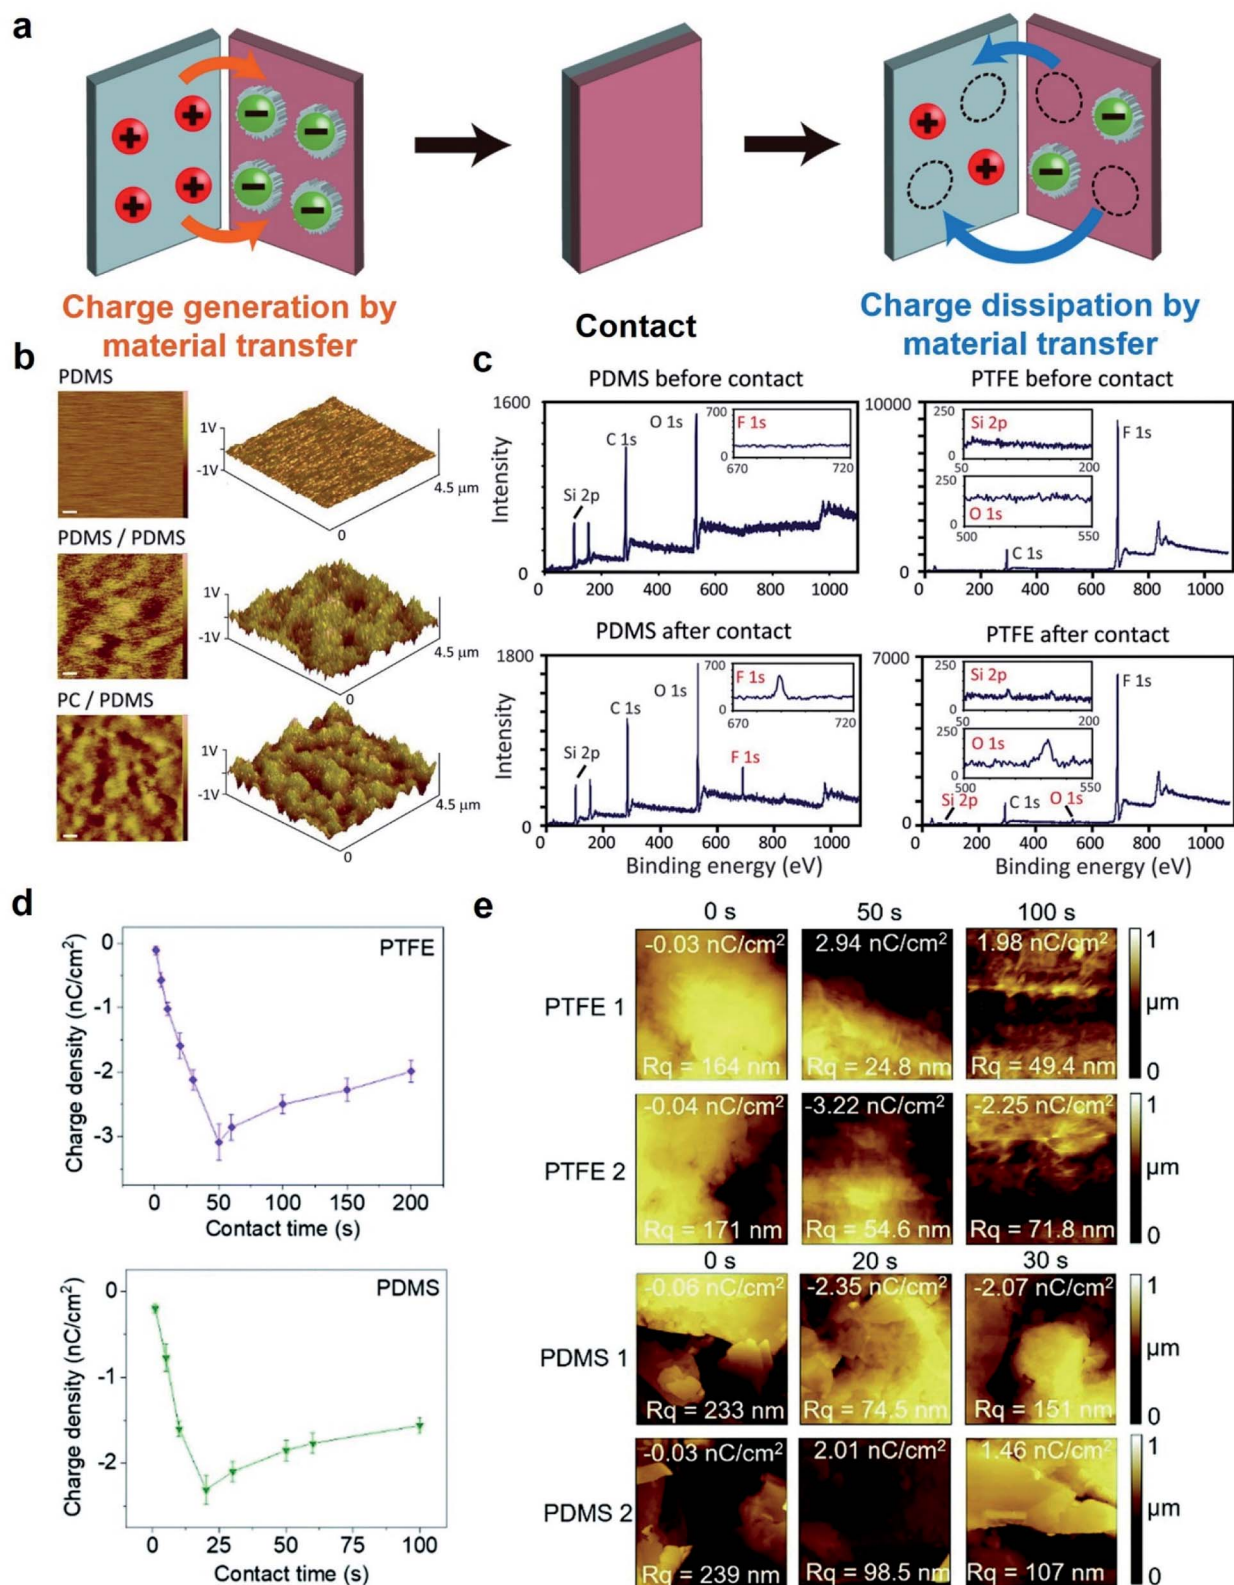 a
+
+
+
+
−
−
−
−
+
+
−
−
Charge generation by
material transfer
Contact
Charge dissipation by
material transfer
b
PDMS
1V
-1V
4.5 µm
0
PDMS / PDMS
1V
-1V
4.5 µm
0
PC / PDMS
1V
-1V
4.5 µm
0
c
PDMS before contact
1600
0
Intensity
Si 2p
C 1s
O 1s
700
F 1s
0
670
720
0
200
400
600
800
1000
PTFE before contact
10000
0
250
Si 2p
0
50
200
250
O 1s
0
500
550
C 1s
F 1s
0
200
400
600
800
1000
PDMS after contact
1800
0
Intensity
Si 2p
C 1s
O 1s
F 1s
700
F 1s
0
670
720
0
200
400
600
800
1000
Binding energy (eV)
PTFE after contact
7000
0
250
Si 2p
0
50
200
250
O 1s
0
500
550
Si 2p
C 1s
O 1s
F 1s
0
200
400
600
800
1000
Binding energy (eV)
d
PTFE
Charge density (nC/cm²)
0
-1
-2
-3
0
50
100
150
200
Contact time (s)
PDMS
Charge density (nC/cm²)
0
-1
-2
0
25
50
75
100
Contact time (s)
e
0 s
50 s
100 s
PTFE 1
-0.03 nC/cm²
Rq = 164 nm
2.94 nC/cm²
Rq = 24.8 nm
1.98 nC/cm²
Rq = 49.4 nm
1
µm
0
PTFE 2
-0.04 nC/cm²
Rq = 171 nm
-3.22 nC/cm²
Rq = 54.6 nm
-2.25 nC/cm²
Rq = 71.8 nm
1
µm
0
0 s
20 s
30 s
PDMS 1
-0.06 nC/cm²
Rq = 233 nm
-2.35 nC/cm²
Rq = 74.5 nm
-2.07 nC/cm²
Rq = 151 nm
1
µm
0
PDMS 2
-0.03 nC/cm²
Rq = 239 nm
2.01 nC/cm²
Rq = 98.5 nm
1.46 nC/cm²
Rq = 107 nm
1
µm
0